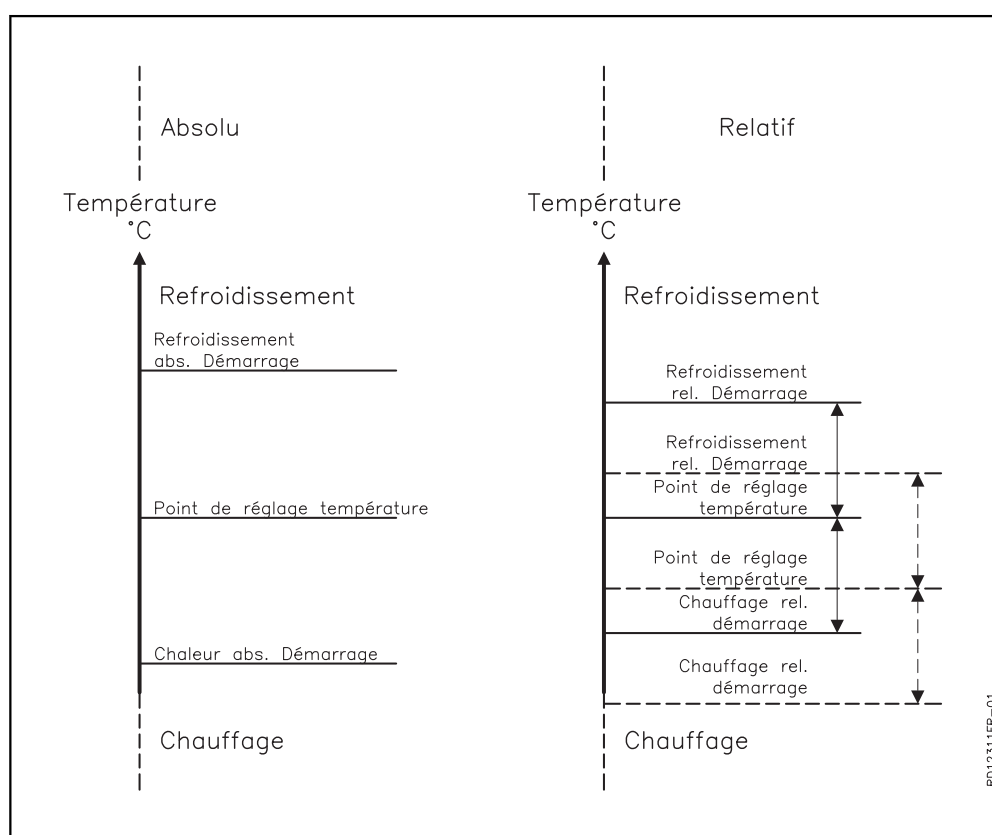 Absolu
Température
°C
Refroidissement
Refroidissement
abs. Démarrage
Point de réglage température
Chaleur abs. Démarrage
Chauffage
Relatif
Température
°C
Refroidissement
Refroidissement
rel. Démarrage
Refroidissement
rel. Démarrage
Point de réglage
température
Point de réglage
température
Chauffage rel.
démarrage
Chauffage rel.
démarrage
Chauffage
RD12311FR-01